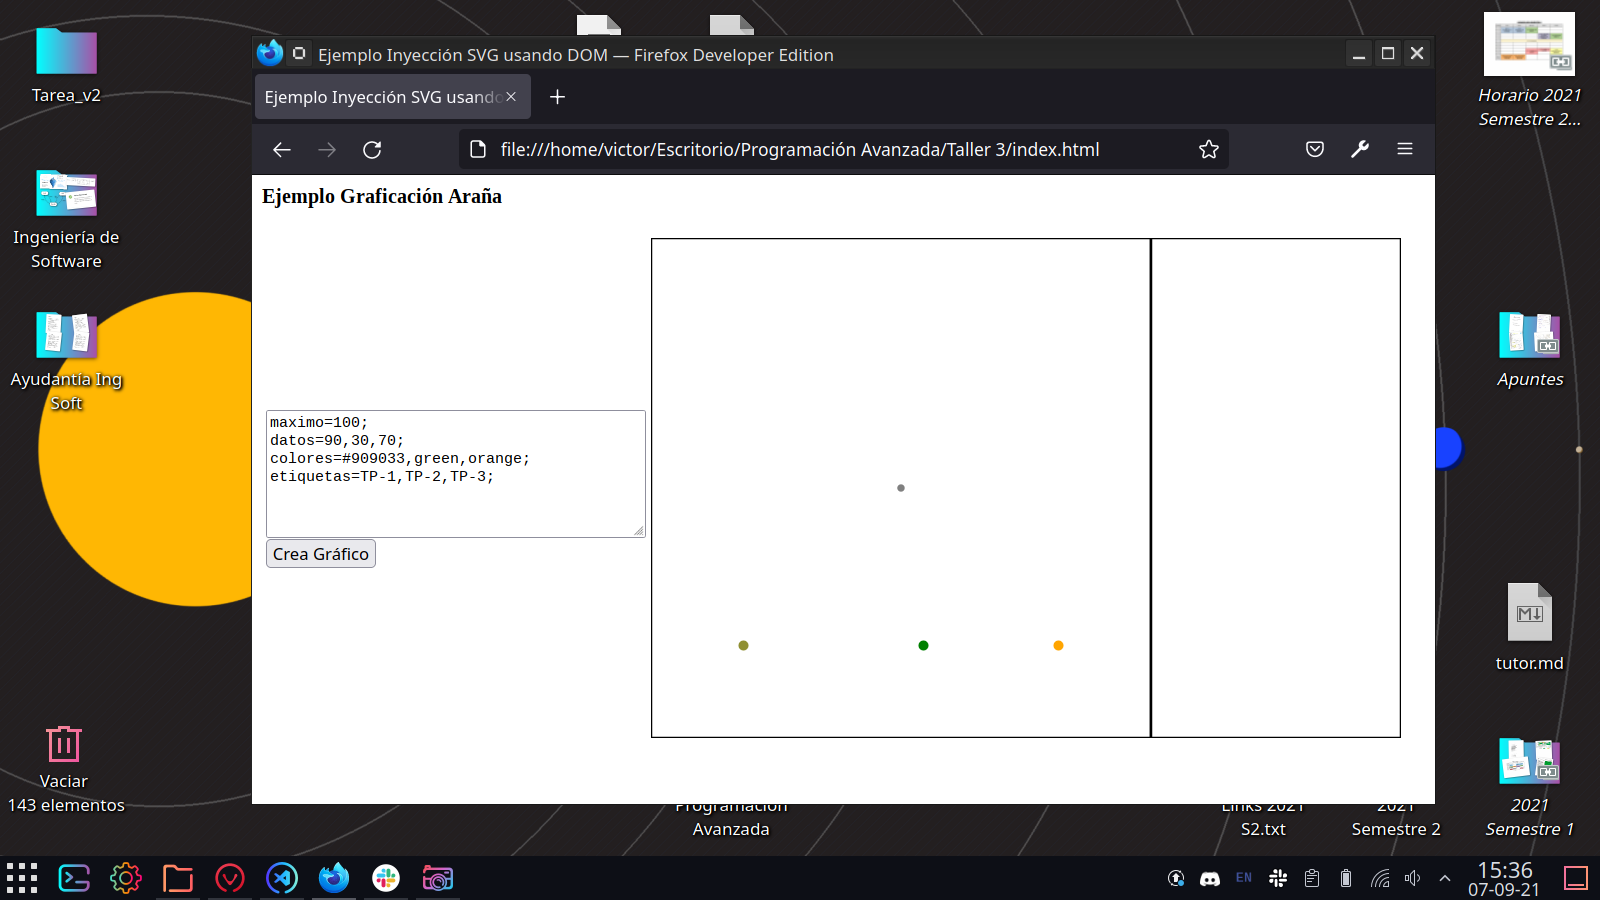 Ejemplo Inyección SVG usando DOM — Firefox Developer Edition
Ejemplo Inyección SVG usando
file:///home/victor/Escritorio/Programación Avanzada/Taller 3/index.html
Ejemplo Graficación Araña
maximo=100;
datos=90,30,70;
colores=#909033,green,orange;
etiquetas=TP-1,TP-2,TP-3;
Crea Gráfico
Tarea_v2
Ingeniería de
Software
Ayudantía Ing
Soft
Vaciar
143 elementos
Horario 2021
Semestre 2...
Apuntes
tutor.md
Programación
Avanzada
Links 2021
S2.txt
2021
Semestre 2
2021
Semestre 1
EN
15:36
07-09-21